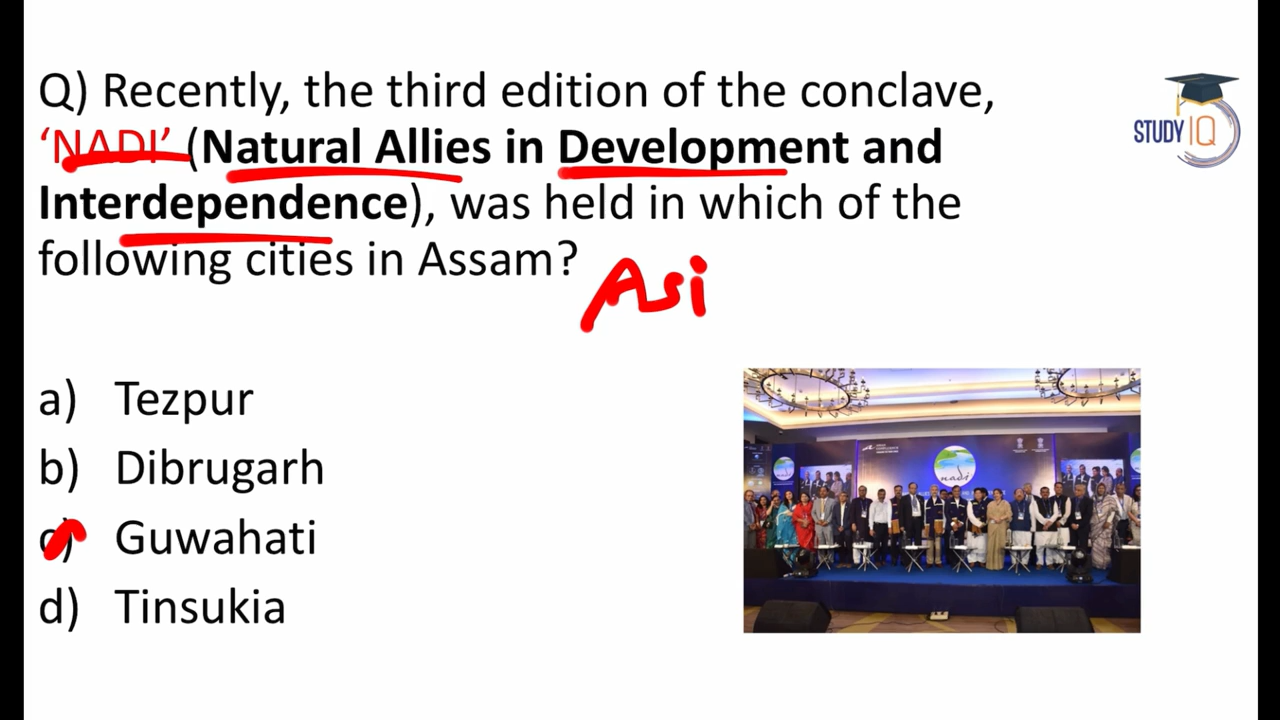 Q) Recently, the third edition of the conclave,
‘NADI’ (Natural Allies in Development and
Interdependence), was held in which of the
following cities in Assam?
Asi
a) Tezpur
b) Dibrugarh
c) Guwahati
d) Tinsukia
STUDY IQ
nadi